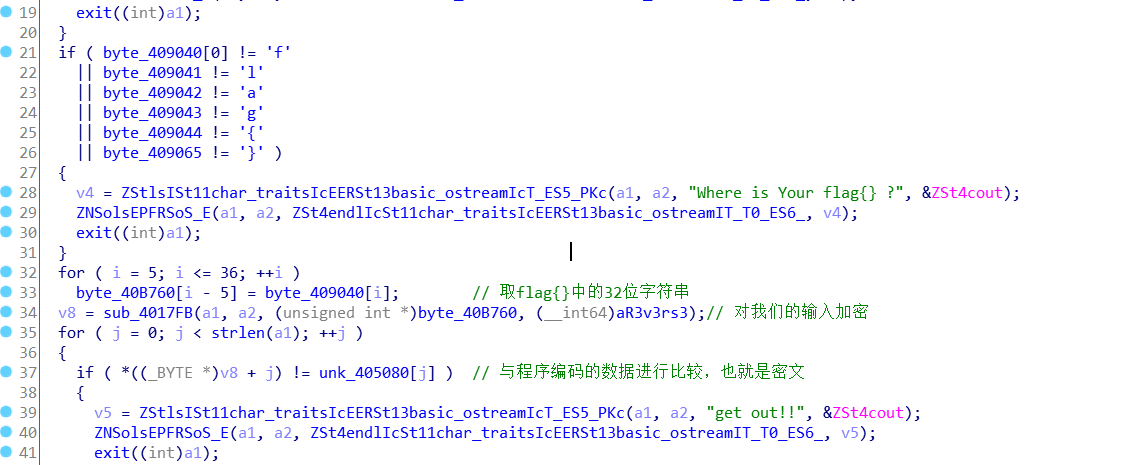 19 exit((int)a1);
20 }
21 if ( byte_409040[0] != 'f'
22 || byte_409041 != 'l'
23 || byte_409042 != 'a'
24 || byte_409043 != 'g'
25 || byte_409044 != '{'
26 || byte_409065 != '}' )
27 {
28 v4 = ZStlsISt11char_traitsIcEERSt13basic_ostreamIcT_ES5_PKc(a1, a2, "Where is Your flag{} ?", &ZSt4cout);
29 ZNSolsEPFRSoS_E(a1, a2, ZSt4endlIcSt11char_traitsIcEERSt13basic_ostreamIT_T0_ES6_, v4);
30 exit((int)a1);
31 }
32 for ( i = 5; i <= 36; ++i )
33 byte_40B760[i - 5] = byte_409040[i]; // 取flag{}中的32位字符串
34 v8 = sub_4017FB(a1, a2, (unsigned int *)byte_40B760, (__int64)aR3v3rs3);// 对我们的输入加密
35 for ( j = 0; j < strlen(a1); ++j )
36 {
37 if ( *((_BYTE *)v8 + j) != unk_405080[j] ) // 与程序编码的数据进行比较，也就是密文
38 {
39 v5 = ZStlsISt11char_traitsIcEERSt13basic_ostreamIcT_ES5_PKc(a1, a2, "get out!!", &ZSt4cout);
40 ZNSolsEPFRSoS_E(a1, a2, ZSt4endlIcSt11char_traitsIcEERSt13basic_ostreamIT_T0_ES6_, v5);
41 exit((int)a1);